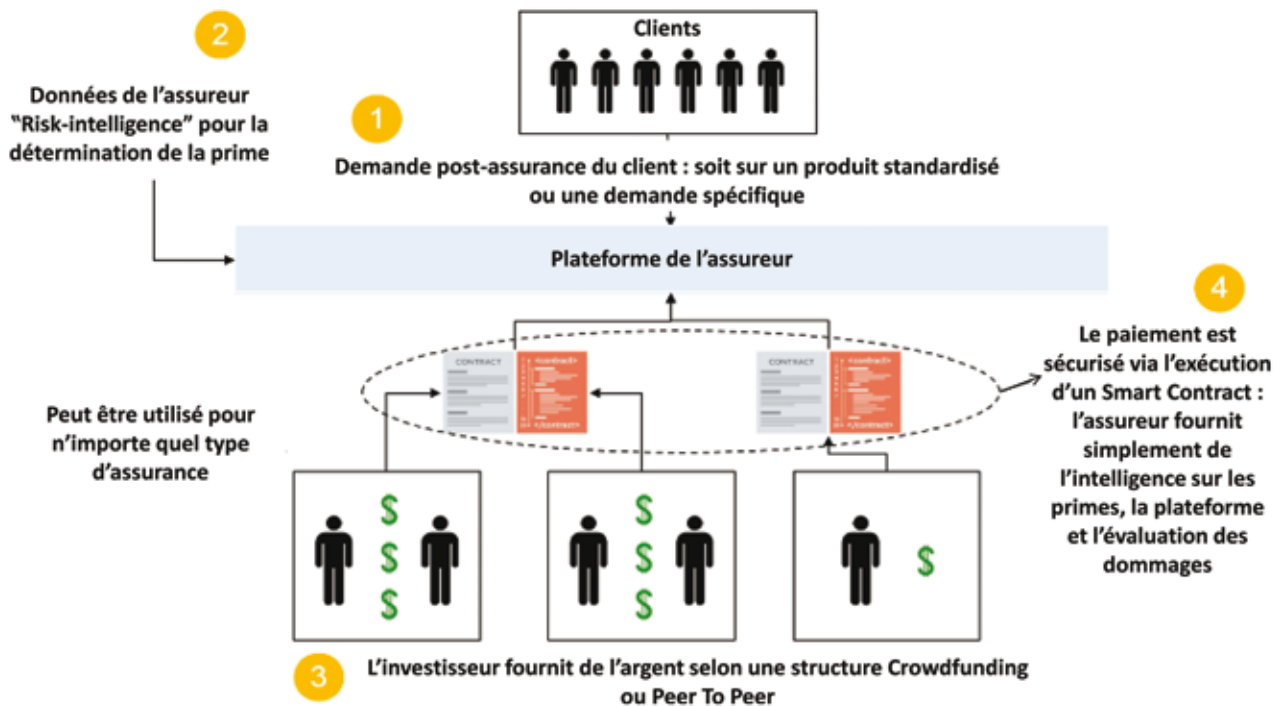 Clients
1
Demande post-assurance du client : soit sur un produit standardisé
ou une demande spécifique
2
Données de l’assureur
“Risk-intelligence” pour la
détermination de la prime
Plateforme de l’assureur
CONTRACT
<contract>
</contract>
CONTRACT
<contract>
</contract>
Peut être utilisé pour
n’importe quel type
d’assurance
$
$
$
$
$
$
$
3
L’investisseur fournit de l’argent selon une structure Crowdfunding
ou Peer To Peer
4
Le paiement est
sécurisé via l’exécution
d’un Smart Contract :
l’assureur fournit
simplement de
l’intelligence sur les
primes, la plateforme
et l’évaluation des
dommages